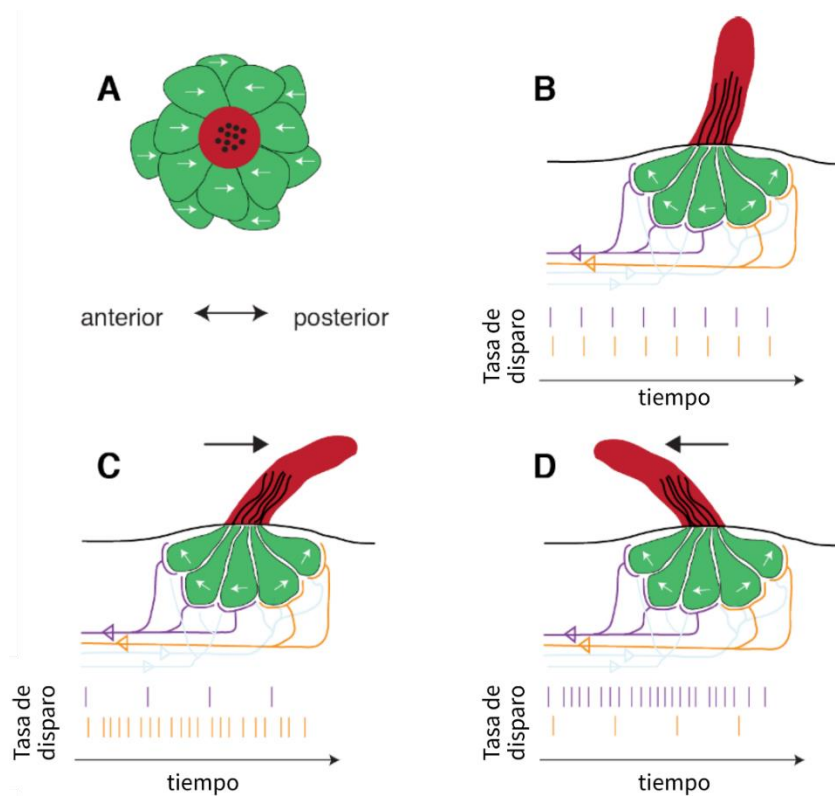 A
anterior
posterior
B
Tasa de
disparo
tiempo
C
Tasa de
disparo
tiempo
D
Tasa de
disparo
tiempo